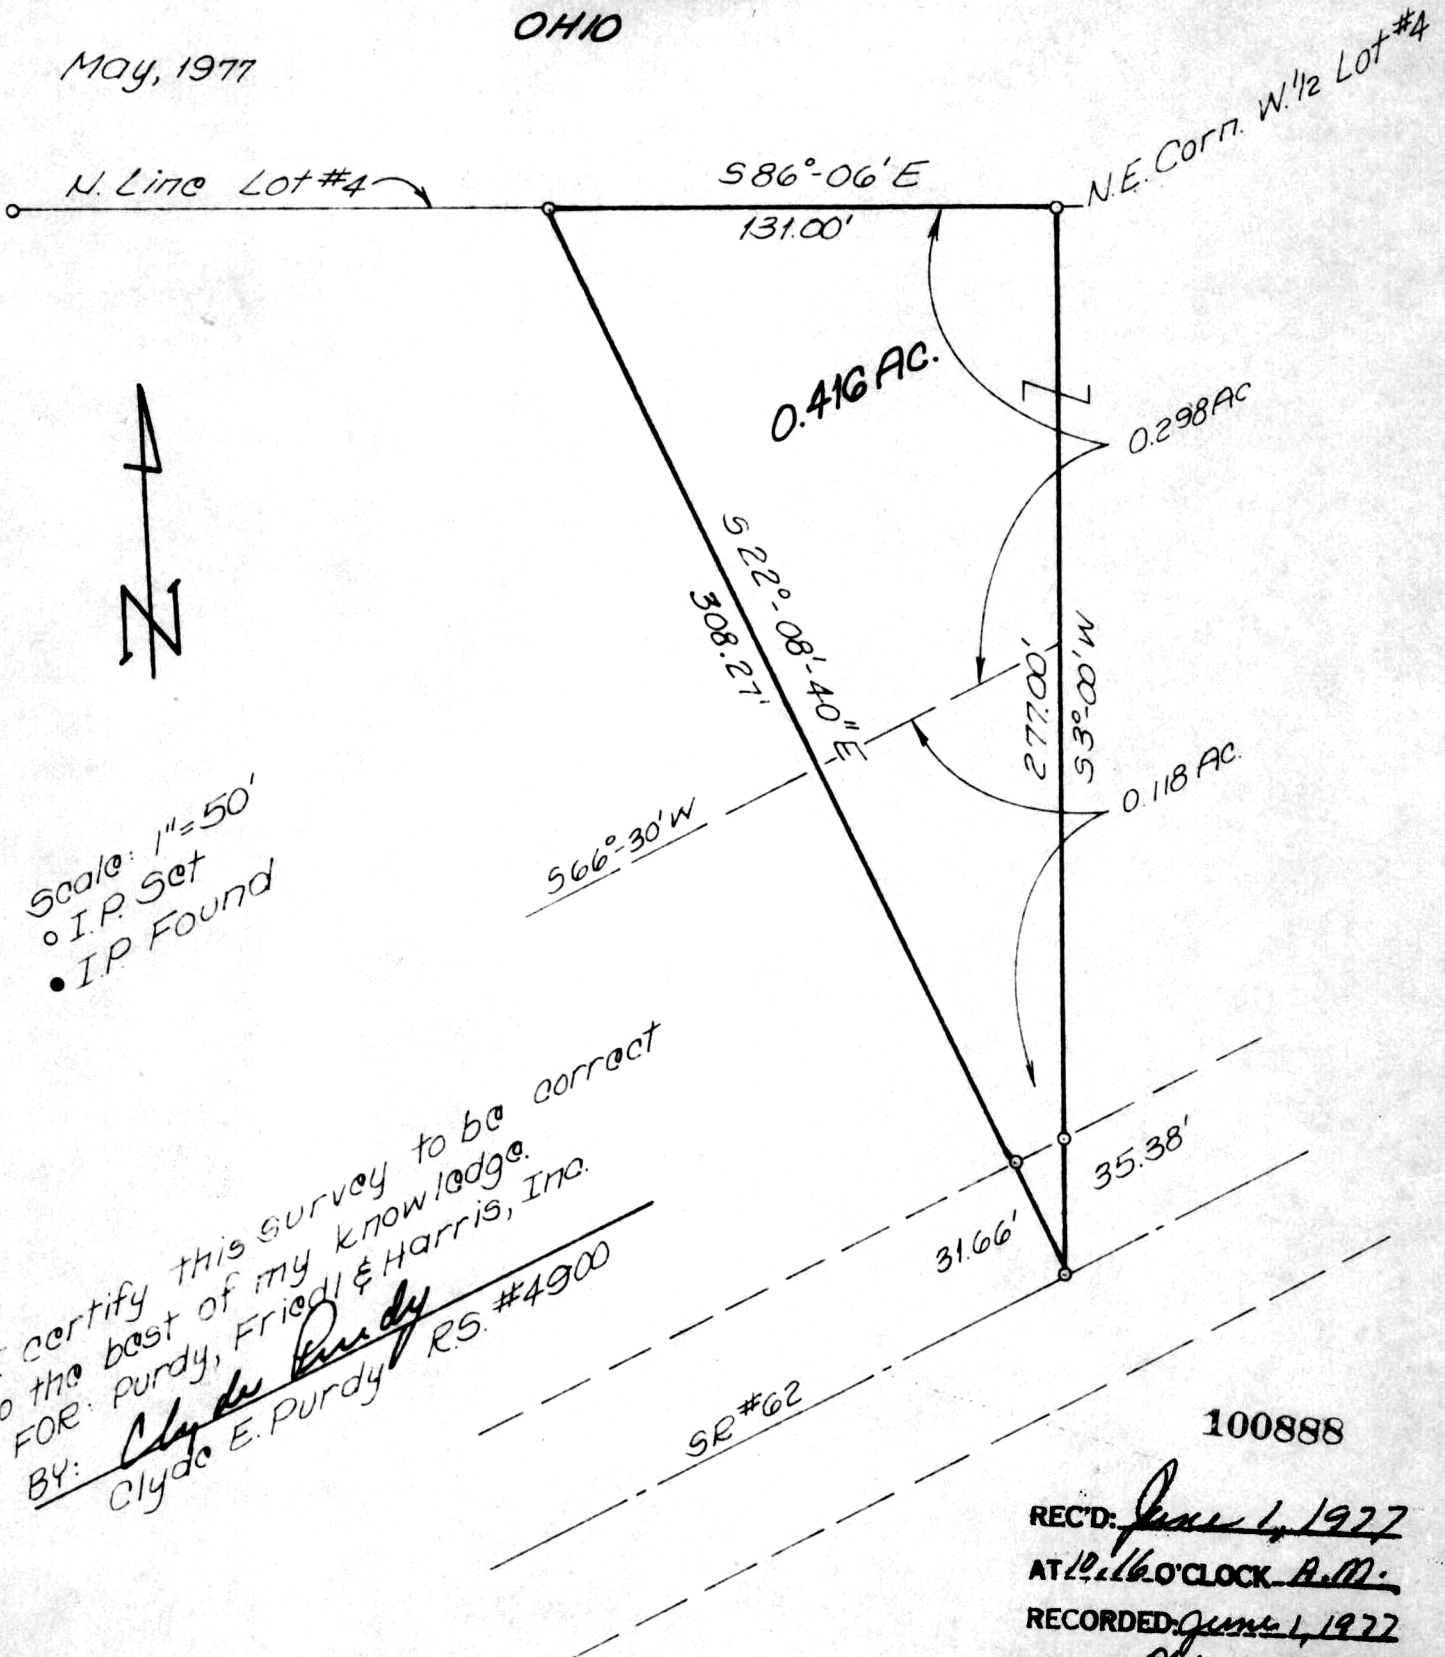 OHIO
May, 1977
N. Line Lot #4
S86°-06' E
131.00'
N.E. Corn. W. 1/2 Lot #4
0.416 Ac.
0.298 AC
S 22°-08'-40" E
308.27'
277.00'
S3°-00' W
0.118 AC.
S66°-30' W
Scale: 1"=50'
○ I.P. Set
● I.P. Found
certify this survey to be correct
the best of my knowledge.
FOR: Purdy, Friedl & Harris, Inc.
BY: Clyde Purdy
Clyde E. Purdy R.S. #4900
35.38'
31.66'
SR #62
N
100888
REC'D: June 1, 1977
AT 10:16 O'CLOCK A.M.
RECORDED: June 1, 1977